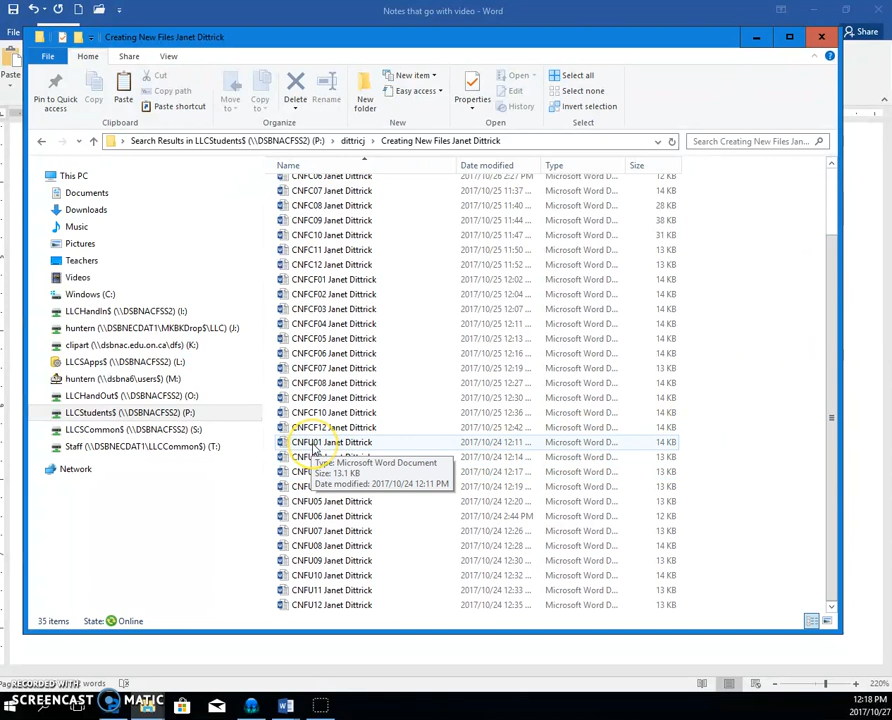 Notes that go with video - Word
File
Share
Paste
Creating New Files Janet Dittrick
File Home Share View
Pin to Quick access
Copy
Paste
Cut
Copy path
Paste shortcut
Clipboard
Move to
Copy to
Delete
Rename
Organize
New folder
New item
Easy access
New
Properties
Open
Edit
History
Open
Select all
Select none
Invert selection
Select
Search Results in LLCStudents$ (\\DSBNACFSS2) (P:) > dittricj > Creating New Files Janet Dittrick
Search Creating New Files Jan...
Name Date modified Type Size
This PC
Documents
Downloads
Music
Pictures
Teachers
Videos
Windows (C:)
LLCHandIn$ (\\DSBNACFSS2) (I:)
huntern (\\DSBNECDAT1\MKBKDrop$\LLC) (J:)
clipart (\\dsbnac.edu.on.ca\dfs) (K:)
LLCSApps$ (\\DSBNACFSS2) (L:)
huntern (\\dsbna6\users$) (M:)
LLCHandOut$ (\\DSBNACFSS2) (O:)
LLCStudents$ (\\DSBNACFSS2) (P:)
LLCSCommon$ (\\DSBNACFSS2) (S:)
Staff (\\DSBNECDAT1\LLCCommon$) (T:)
Network
CNFC06 Janet Dittrick 2017/10/26 2:27 PM Microsoft Word D... 12 KB
CNFC07 Janet Dittrick 2017/10/25 11:37 ... Microsoft Word D... 14 KB
CNFC08 Janet Dittrick 2017/10/25 11:40 ... Microsoft Word D... 28 KB
CNFC09 Janet Dittrick 2017/10/25 11:44 ... Microsoft Word D... 38 KB
CNFC10 Janet Dittrick 2017/10/25 11:47 ... Microsoft Word D... 31 KB
CNFC11 Janet Dittrick 2017/10/25 11:50 ... Microsoft Word D... 13 KB
CNFC12 Janet Dittrick 2017/10/25 11:52 ... Microsoft Word D... 13 KB
CNFCF01 Janet Dittrick 2017/10/25 12:02 ... Microsoft Word D... 14 KB
CNFCF02 Janet Dittrick 2017/10/25 12:04 ... Microsoft Word D... 14 KB
CNFCF03 Janet Dittrick 2017/10/25 12:07 ... Microsoft Word D... 14 KB
CNFCF04 Janet Dittrick 2017/10/25 12:11 ... Microsoft Word D... 14 KB
CNFCF05 Janet Dittrick 2017/10/25 12:13 ... Microsoft Word D... 14 KB
CNFCF06 Janet Dittrick 2017/10/25 12:16 ... Microsoft Word D... 14 KB
CNFCF07 Janet Dittrick 2017/10/25 12:19 ... Microsoft Word D... 14 KB
CNFCF08 Janet Dittrick 2017/10/25 12:27 ... Microsoft Word D... 14 KB
CNFCF09 Janet Dittrick 2017/10/25 12:30 ... Microsoft Word D... 14 KB
CNFCF10 Janet Dittrick 2017/10/25 12:36 ... Microsoft Word D... 14 KB
CNFCF12 Janet Dittrick 2017/10/25 12:42 ... Microsoft Word D... 14 KB
CNFU01 Janet Dittrick 2017/10/24 12:11 ... Microsoft Word D... 14 KB
2017/10/24 12:14 ... Microsoft Word D... 13 KB
2017/10/24 12:17 ... Microsoft Word D... 13 KB
2017/10/24 12:19 ... Microsoft Word D... 13 KB
Type: Microsoft Word Document
Size: 13.1 KB
Date modified: 2017/10/24 12:11 PM
CNFU05 Janet Dittrick 2017/10/24 12:20 ... Microsoft Word D... 13 KB
CNFU06 Janet Dittrick 2017/10/24 2:44 PM Microsoft Word D... 12 KB
CNFU07 Janet Dittrick 2017/10/24 12:26 ... Microsoft Word D... 13 KB
CNFU08 Janet Dittrick 2017/10/24 12:28 ... Microsoft Word D... 14 KB
CNFU09 Janet Dittrick 2017/10/24 12:30 ... Microsoft Word D... 13 KB
CNFU10 Janet Dittrick 2017/10/24 12:32 ... Microsoft Word D... 13 KB
CNFU11 Janet Dittrick 2017/10/24 12:33 ... Microsoft Word D... 13 KB
CNFU12 Janet Dittrick 2017/10/24 12:35 ... Microsoft Word D... 13 KB
35 items State: Online
words
220%
RECORDED WITH
SCREENCAST MATIC
12:18 PM
2017/10/27